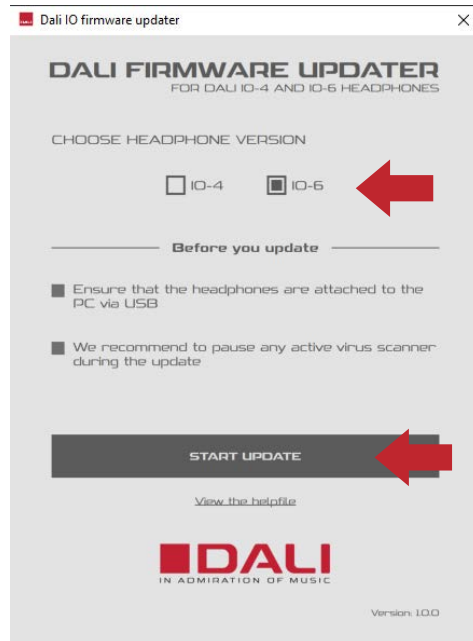 Dali IO firmware updater
DALI FIRMWARE UPDATER
FOR DALI IO-4 AND IO-6 HEADPHONES
CHOOSE HEADPHONE VERSION
IO-4 IO-6
Before you update
Ensure that the headphones are attached to the
PC via USB
We recommend to pause any active virus scanner
during the update
START UPDATE
View the helpfile
DALI
IN ADMIRATION OF MUSIC
Version: 1.0.0